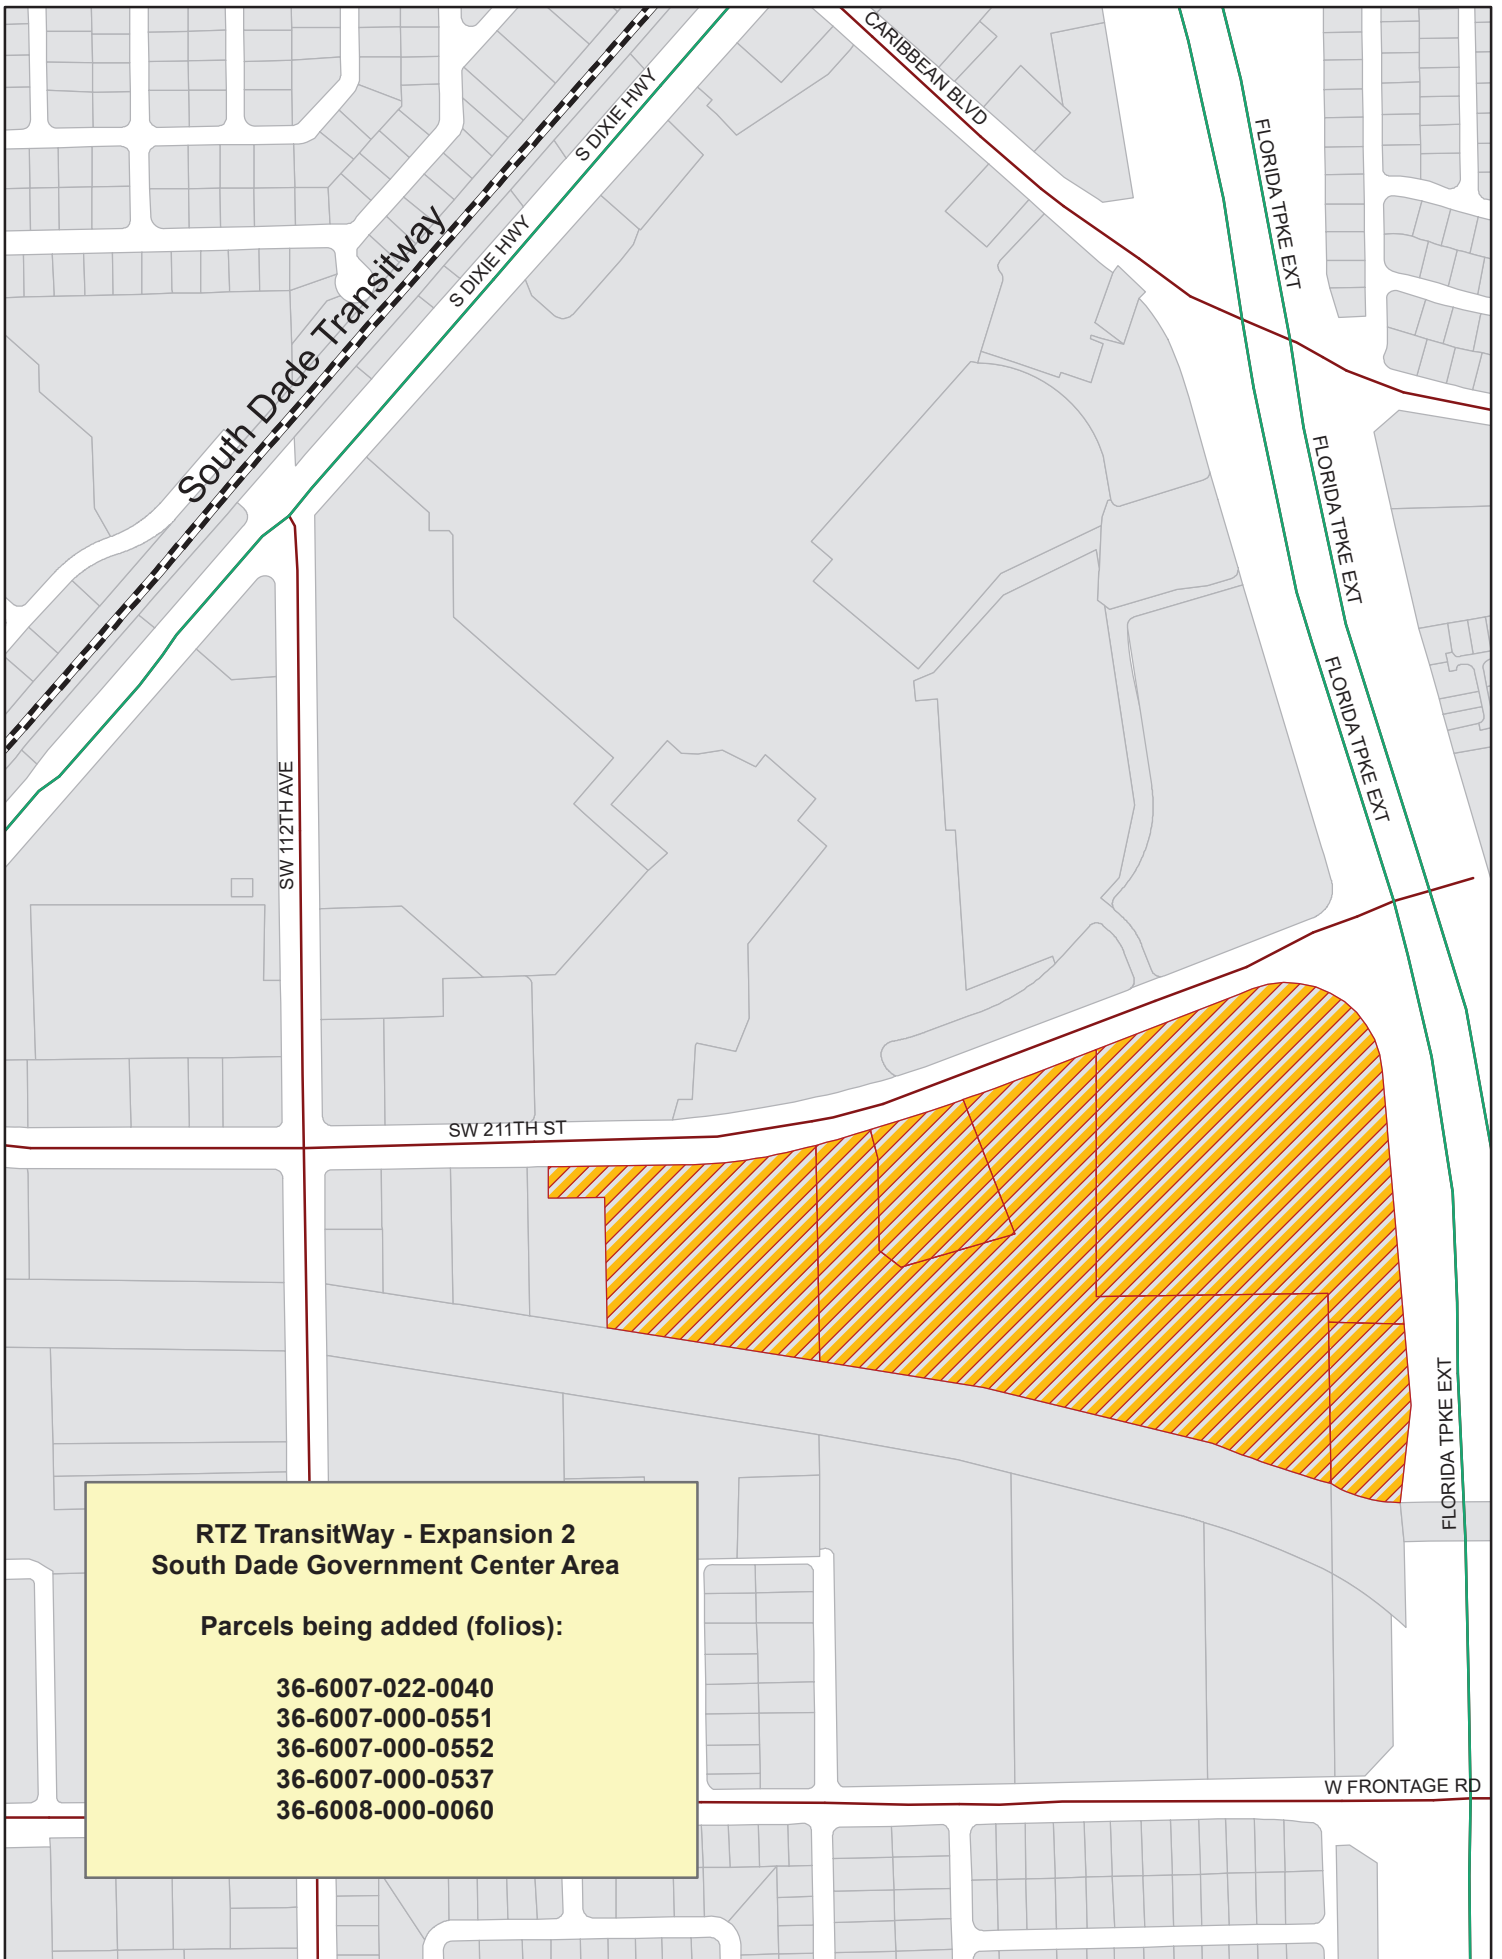 CARIBBEAN BLVD
S DIXIE HWY
FLORIDA TPKE EXT
S DIXIE HWY
South Dade Transitway
FLORIDA TPKE EXT
FLORIDA TPKE EXT
SW 112TH AVE
SW 211TH ST
FLORIDA TPKE EXT
RTZ TransitWay - Expansion 2
South Dade Government Center Area
Parcels being added (folios):
36-6007-022-0040
36-6007-000-0551
36-6007-000-0552
36-6007-000-0537
36-6008-000-0060
W FRONTAGE RD